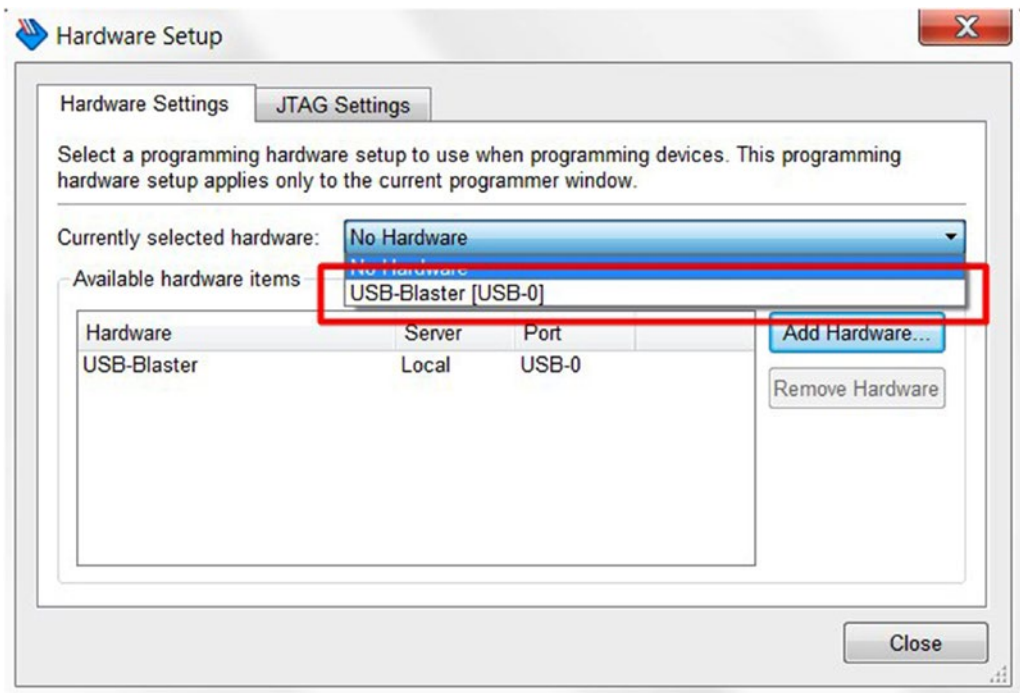 Hardware Setup
Hardware Settings
JTAG Settings
Select a programming hardware setup to use when programming devices. This programming
hardware setup applies only to the current programmer window.
Currently selected hardware: No Hardware
No Hardware
USB-Blaster [USB-0]
Available hardware items
Hardware Server Port
USB-Blaster Local USB-0
Add Hardware...
Remove Hardware
Close